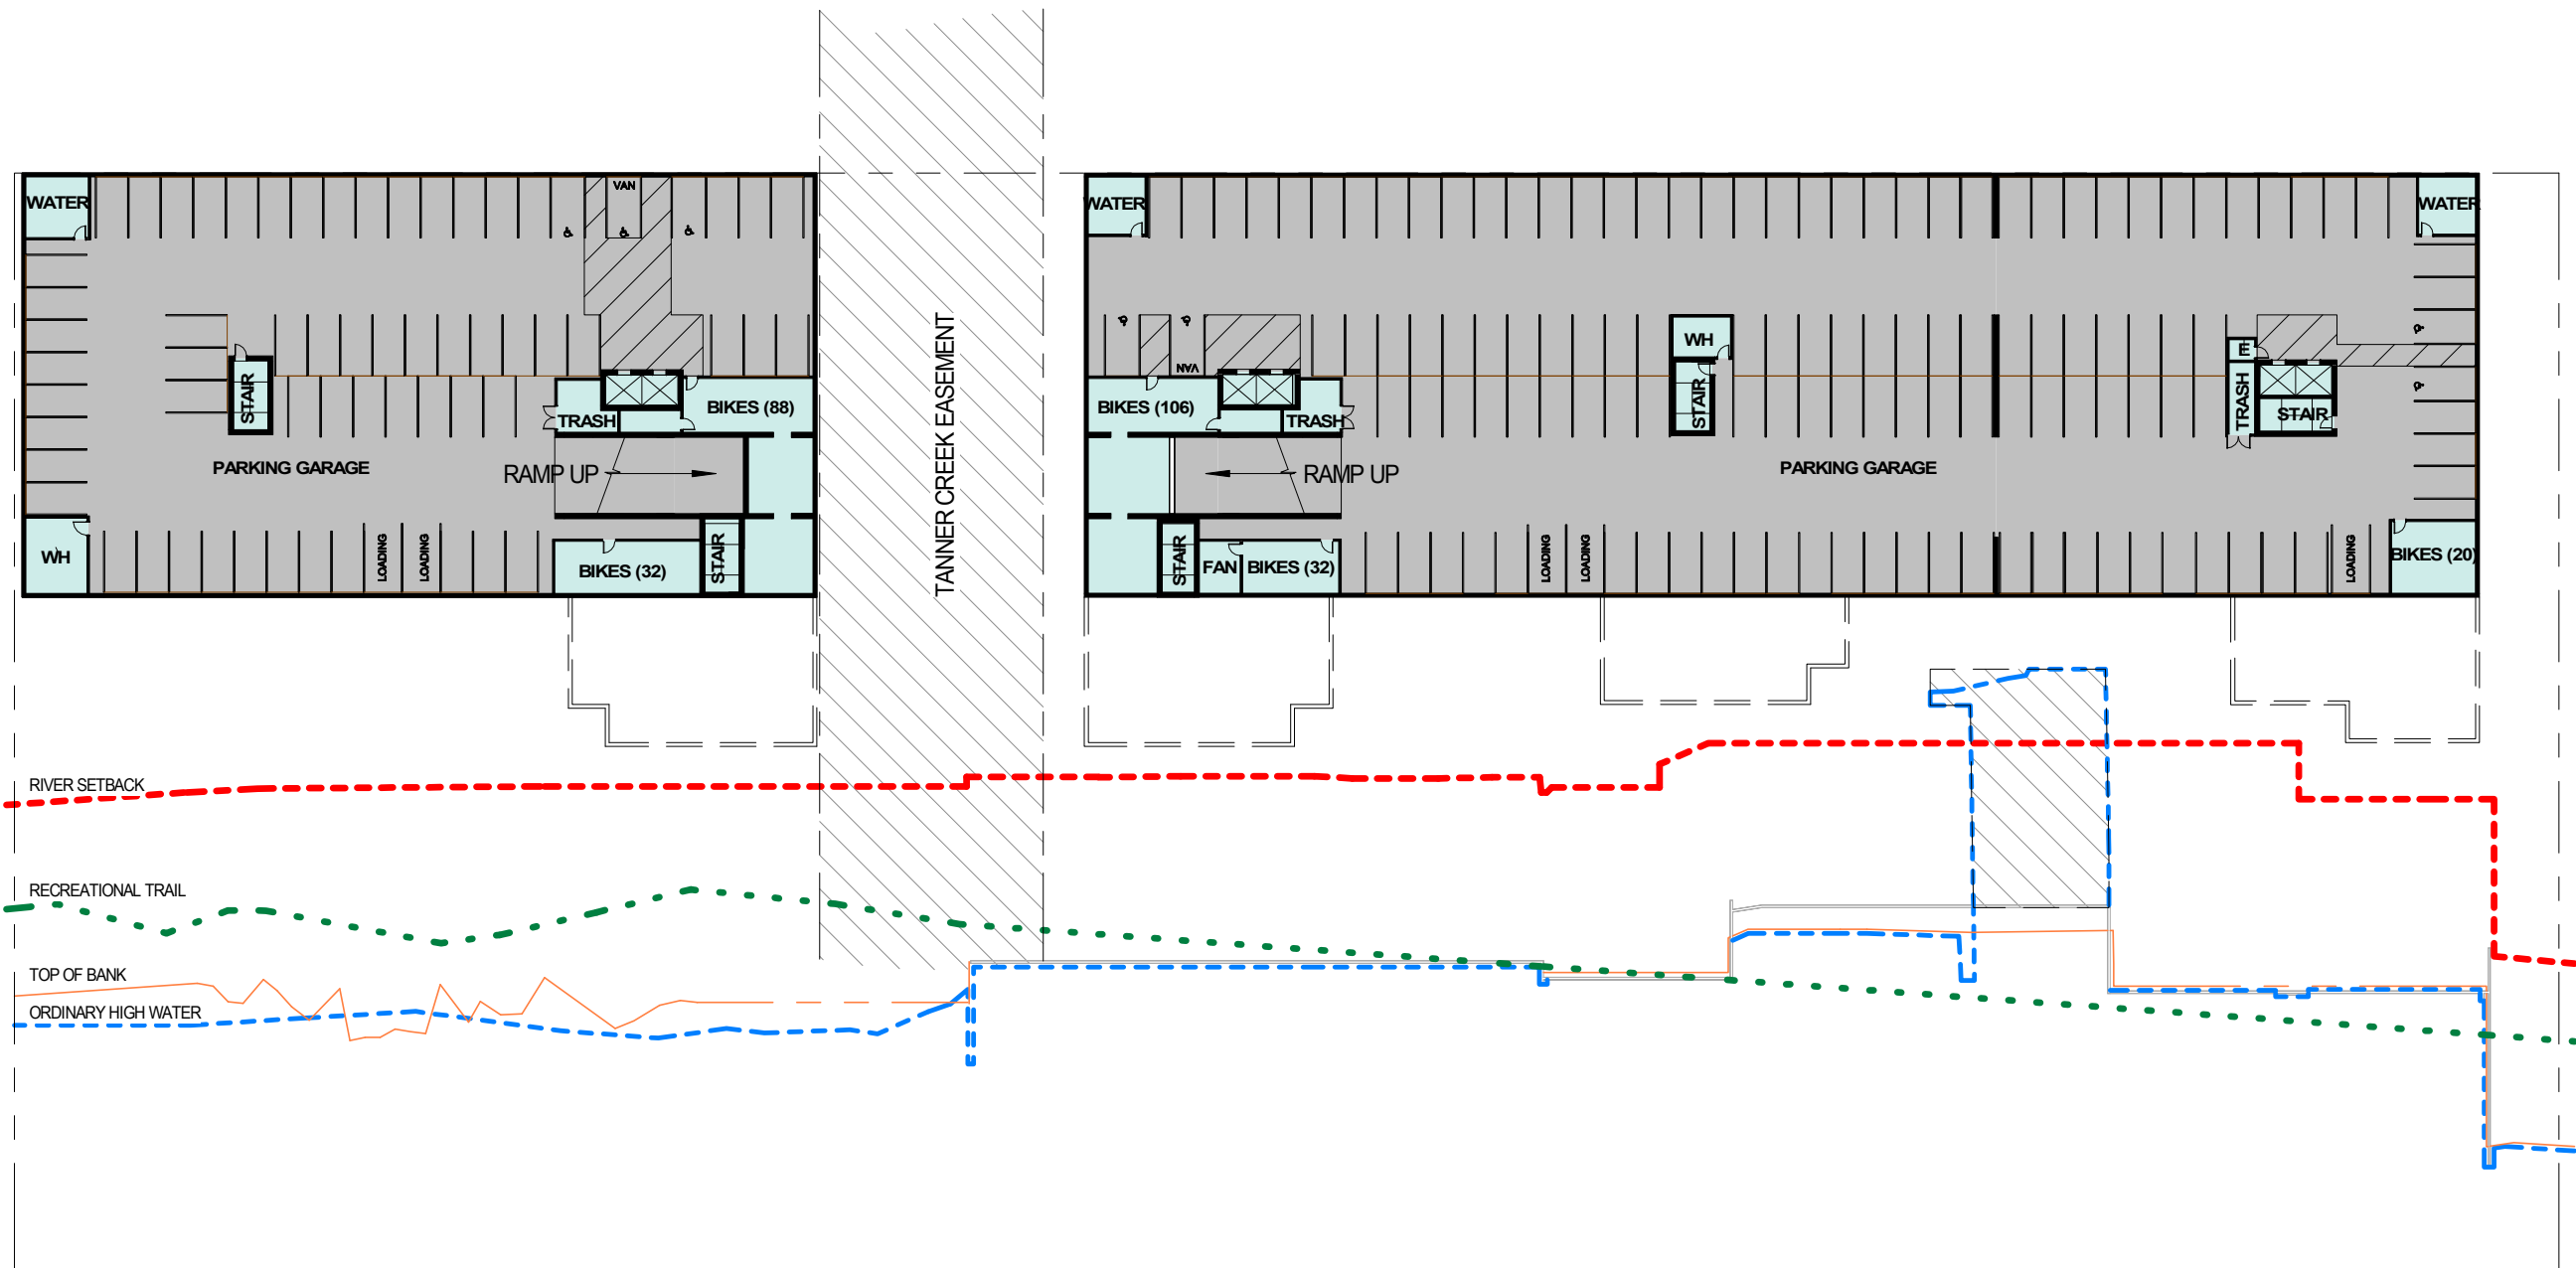 VAN
WATER
WATER
WATER
WH
E
STAIR
STAIR
TRASH
STAIR
TRASH
BIKES (88)
BIKES (106)
TRASH
VAN
TANNER CREEK EASEMENT
PARKING GARAGE
RAMP UP
RAMP UP
PARKING GARAGE
WH
LOADING
LOADING
BIKES (32)
STAIR
STAIR
FAN
BIKES (32)
LOADING
LOADING
LOADING
BIKES (20)
RIVER SETBACK
RECREATIONAL TRAIL
TOP OF BANK
ORDINARY HIGH WATER